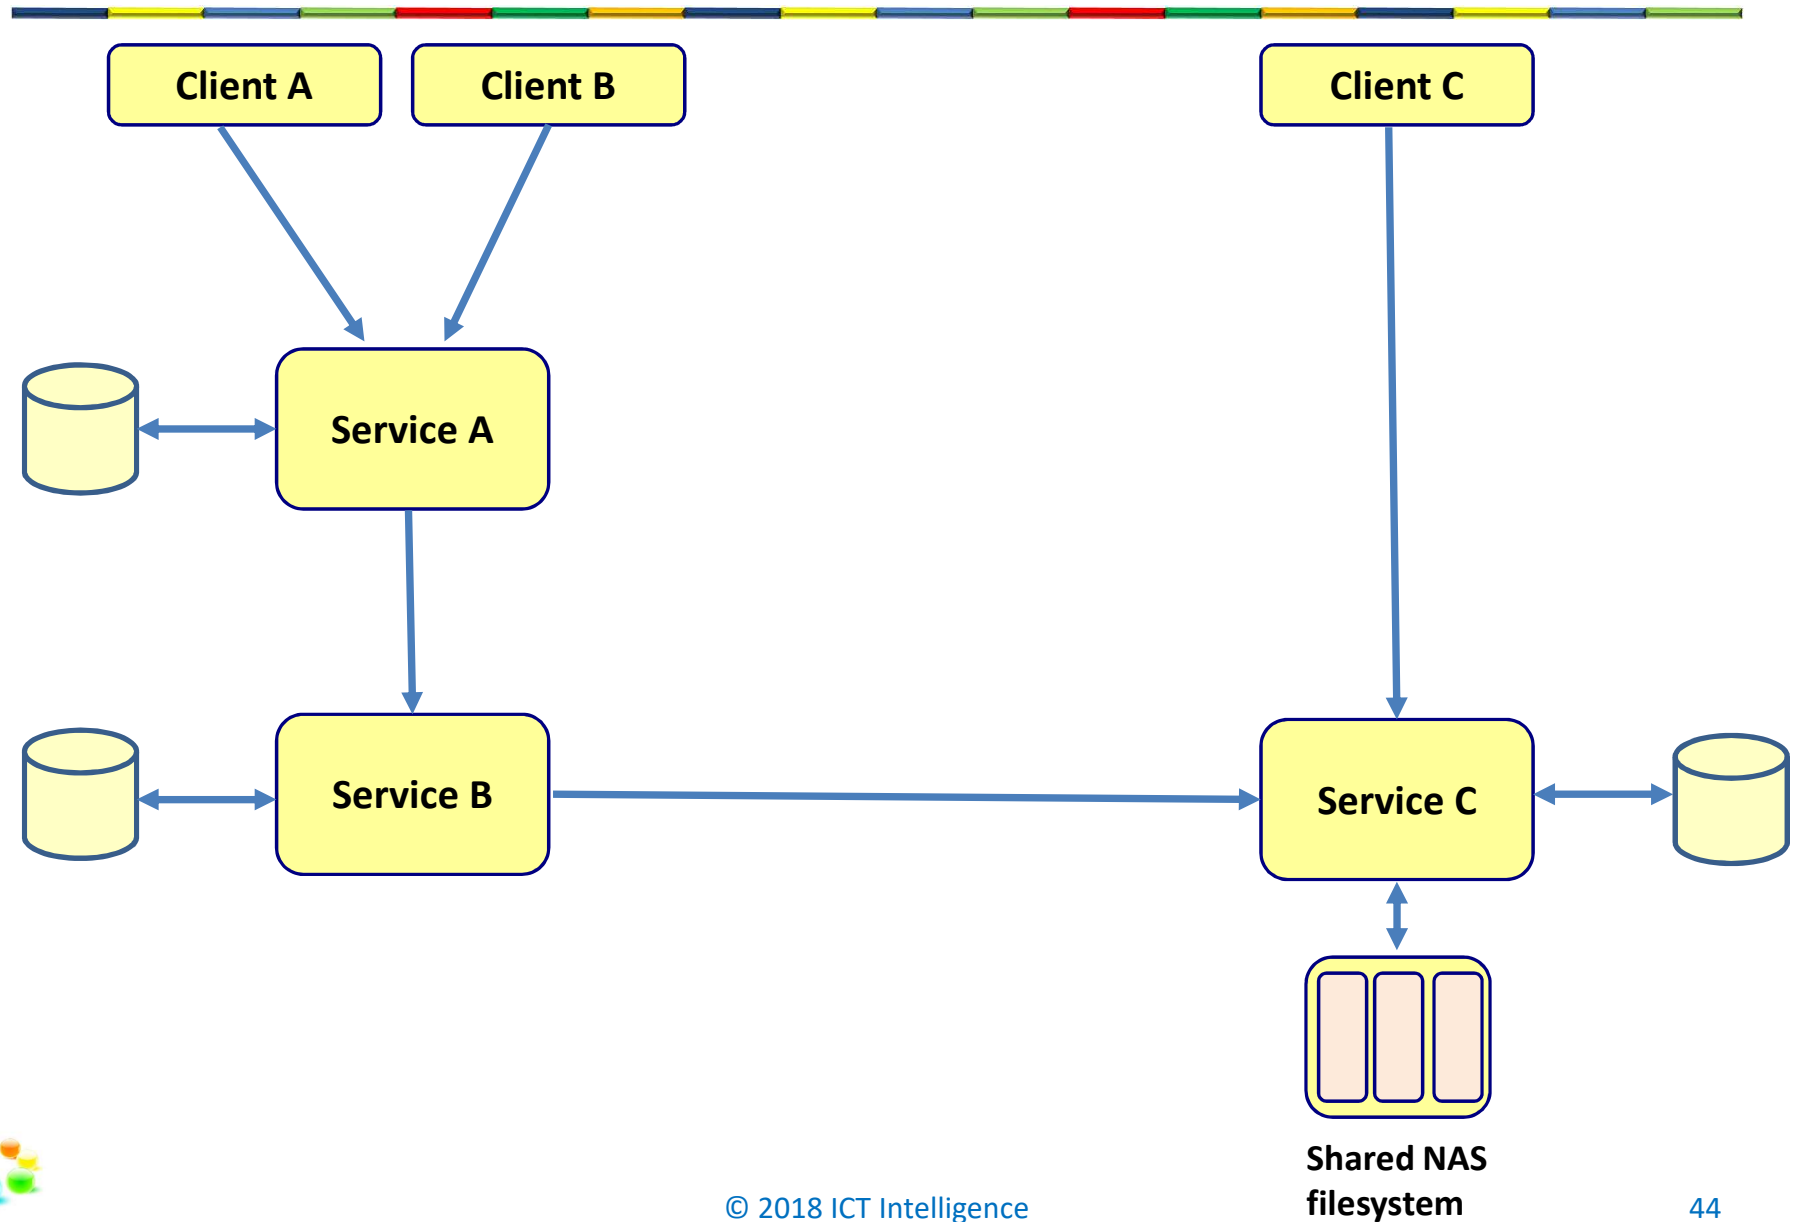 Client A
Client B
Client C
Service A
Service B
Service C
Shared NAS
filesystem
© 2018 ICT Intelligence
44